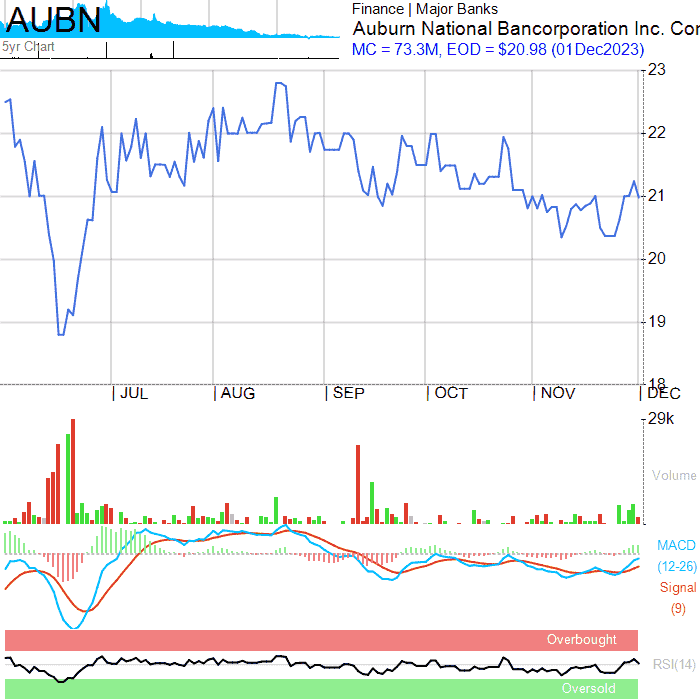 AUBN
5yr Chart
Finance | Major Banks
Auburn National Bancorporation Inc. Cor
MC = 73.3M, EOD = $20.98 (01Dec2023)
23
22
21
20
19
18
JUL AUG SEP OCT NOV DEC
29k
Volume
MACD
(12-26)
Signal
(9)
Overbought
RSI(14)
Oversold